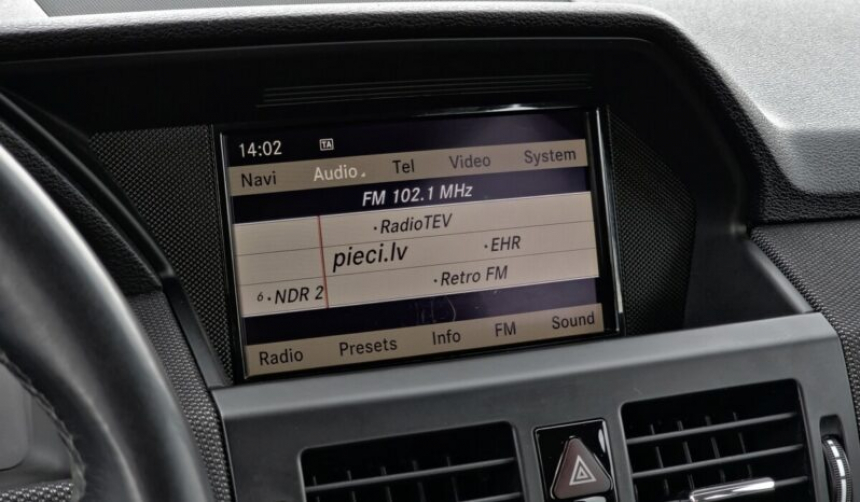 14:02 TA
Navi Audio Tel Video System
FM 102.1 MHz
·RadioTEV
pieci.lv ·EHR
·Retro FM
6·NDR 2
Radio Presets Info FM Sound